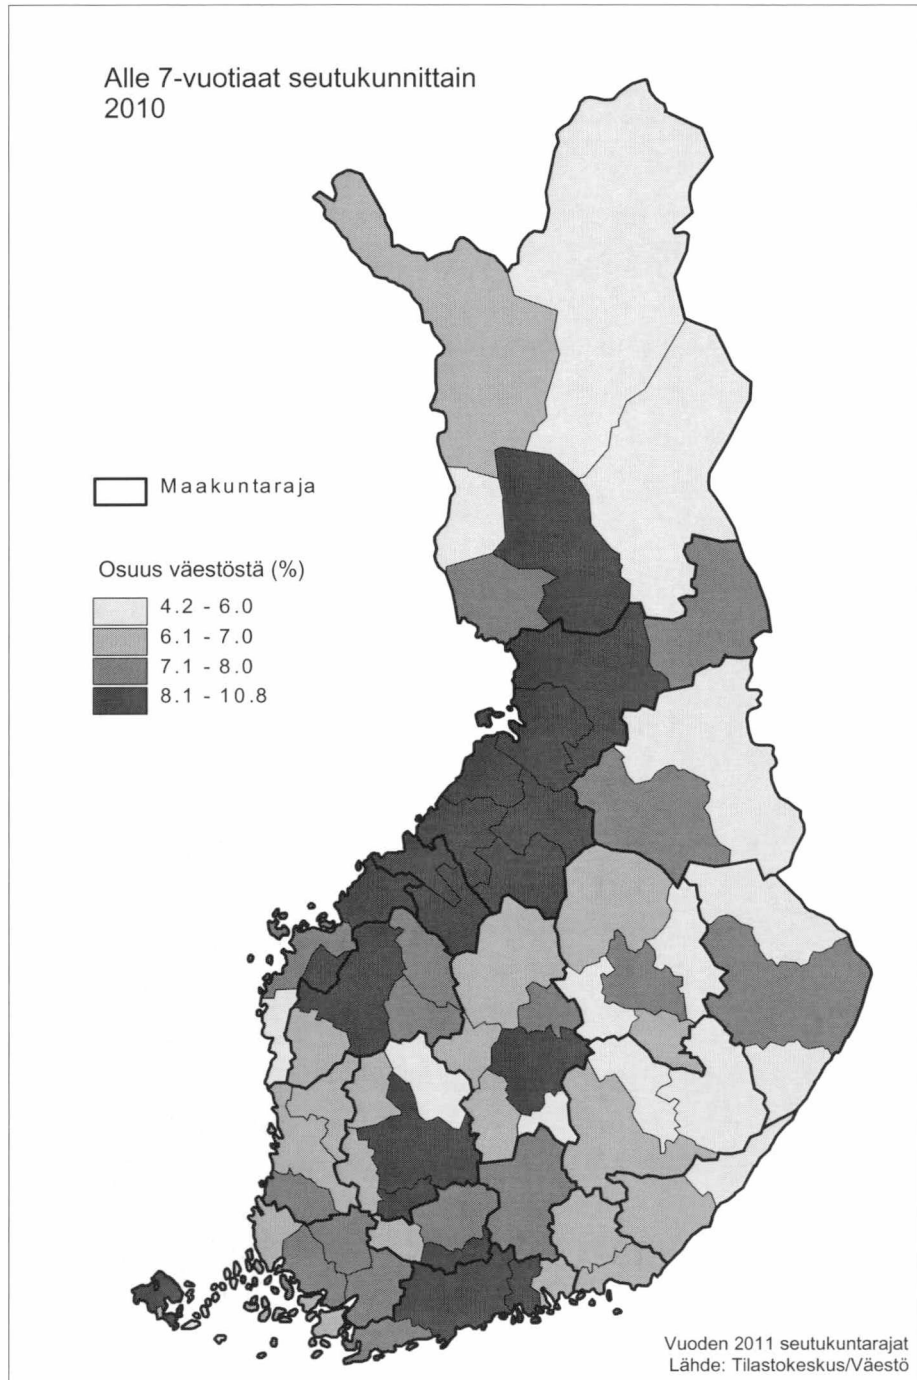 Alle 7-vuotiaat seutukunnittain
2010
Maakuntaraja
Osuus väestöstä (%)
4.2 - 6.0
6.1 - 7.0
7.1 - 8.0
8.1 - 10.8
Vuoden 2011 seutukuntarajat
Lähde: Tilastokeskus/Väestö